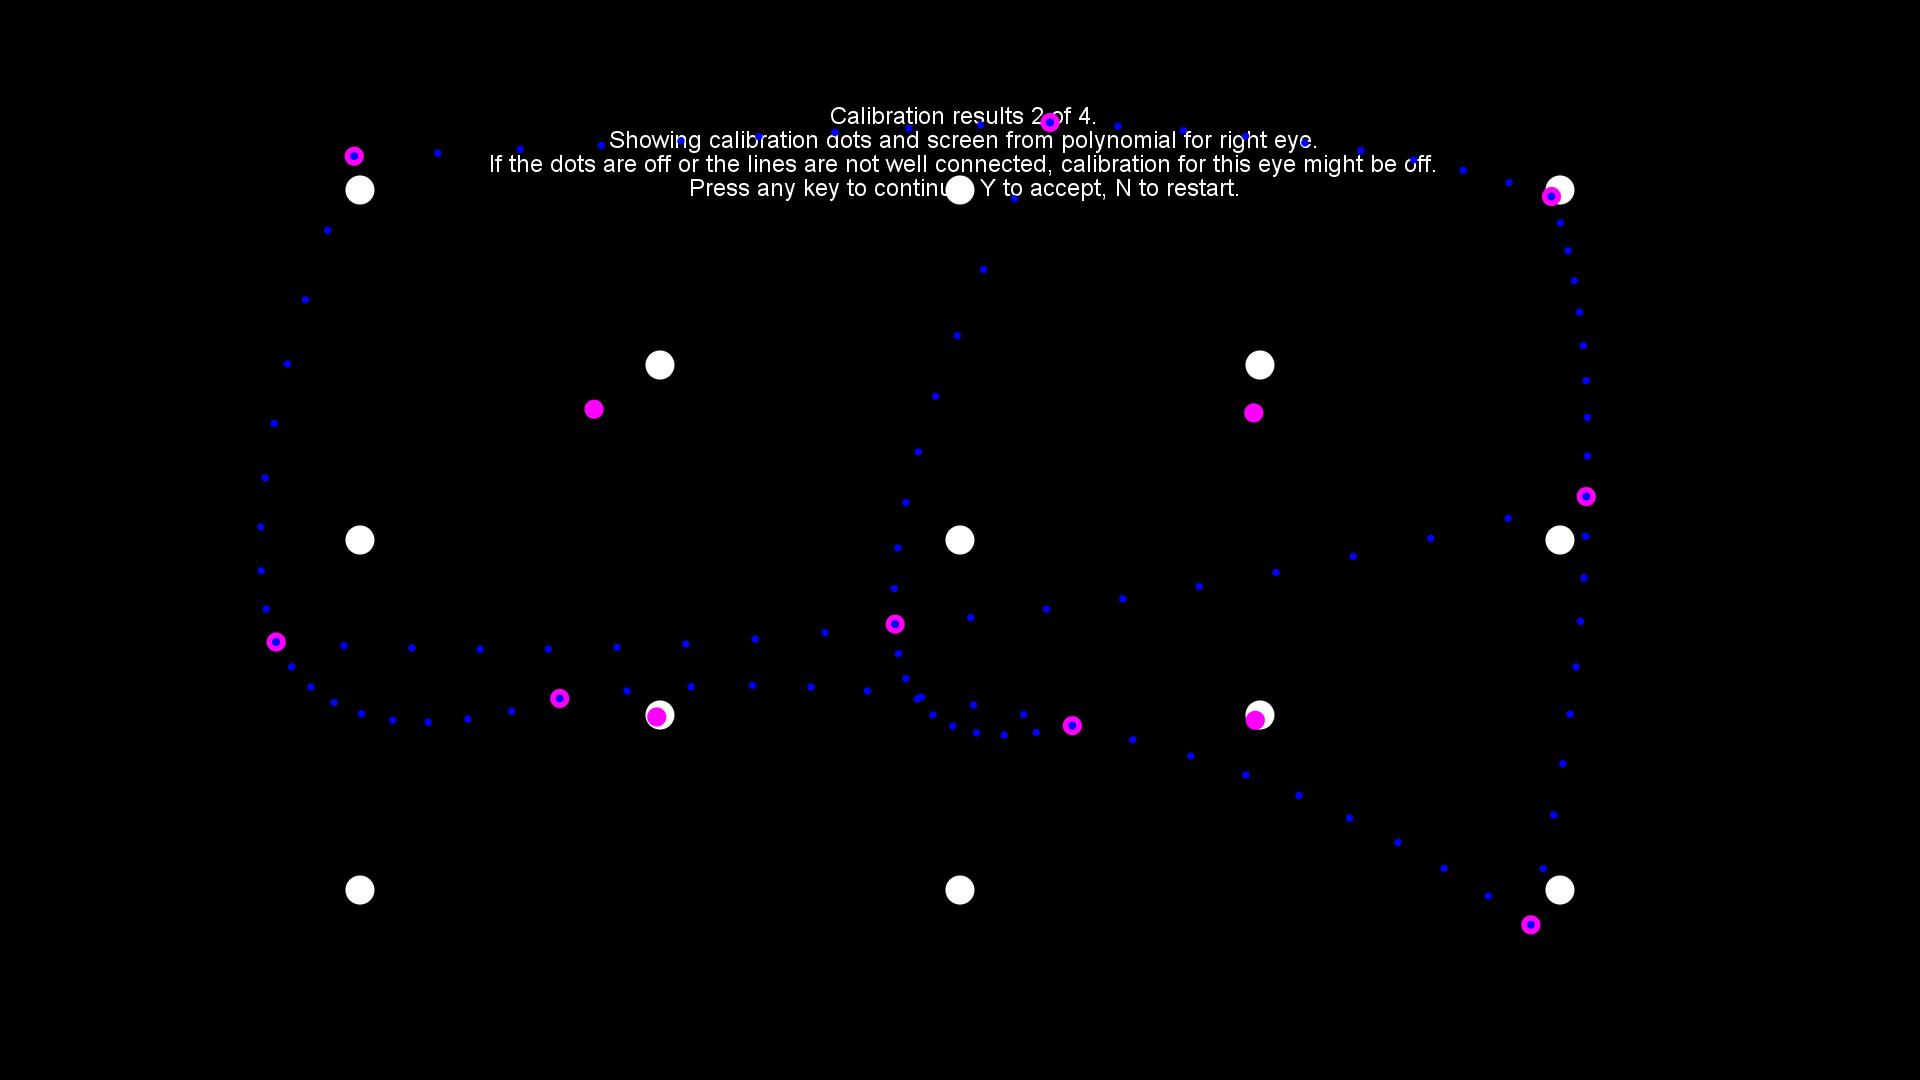 Calibration results 2 of 4.
Showing calibration dots and screen from polynomial for right eye.
If the dots are off or the lines are not well connected, calibration for this eye might be off.
Press any key to continu Y to accept, N to restart.